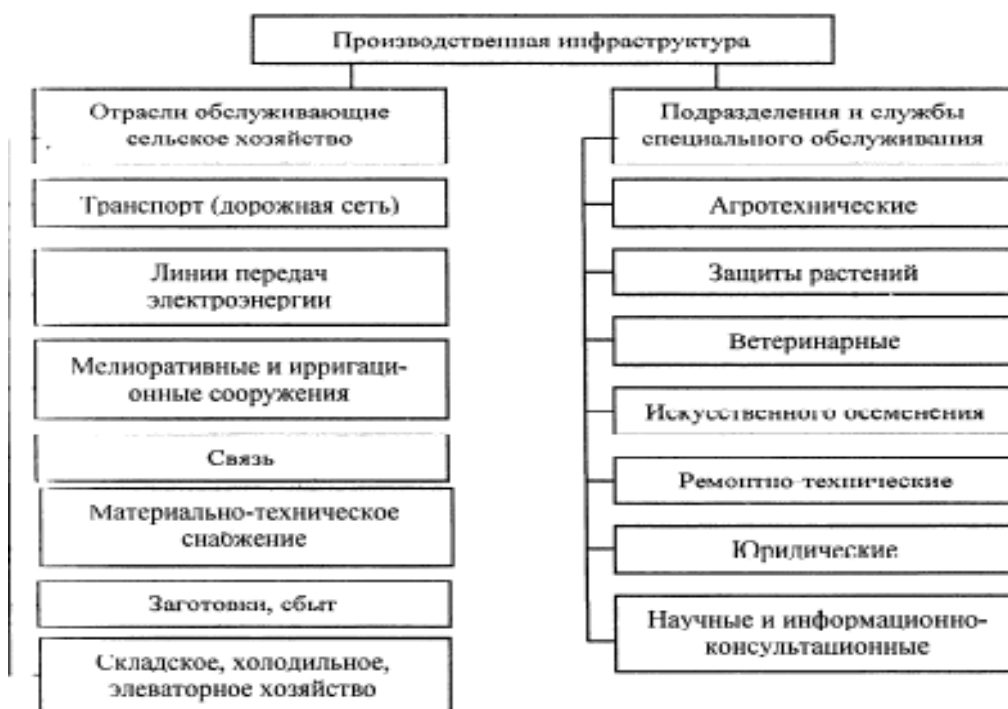 Производственная инфраструктура
Отрасли обслуживающие
сельское хозяйство
Транспорт (дорожная сеть)
Линии передач
электроэнергии
Мелиоративные и ирригаци-
онные сооружения
Связь
Материально-техническое
снабжение
Заготовки, сбыт
Складское, холодильное,
элеваторное хозяйство
Подразделения и службы
специального обслуживания
Агротехнические
Защиты растений
Ветеринарные
Искусственного осеменения
Ремонтно-технические
Юридические
Научные и информационно-
консультационные